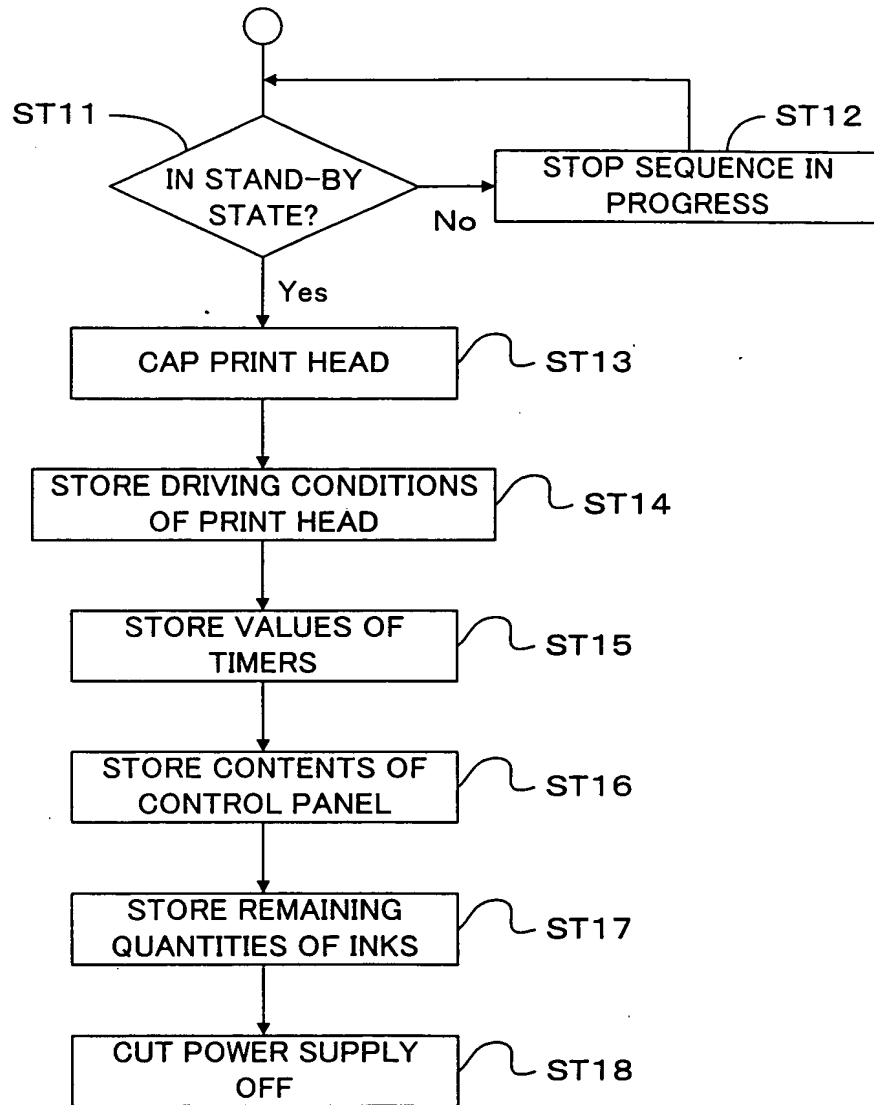 ST11
IN STAND-BY
STATE?
No
ST12
STOP SEQUENCE IN
PROGRESS
Yes
CAP PRINT HEAD
ST13
STORE DRIVING CONDITIONS
OF PRINT HEAD
ST14
STORE VALUES OF
TIMERS
ST15
STORE CONTENTS OF
CONTROL PANEL
ST16
STORE REMAINING
QUANTITIES OF INKS
ST17
CUT POWER SUPPLY
OFF
ST18